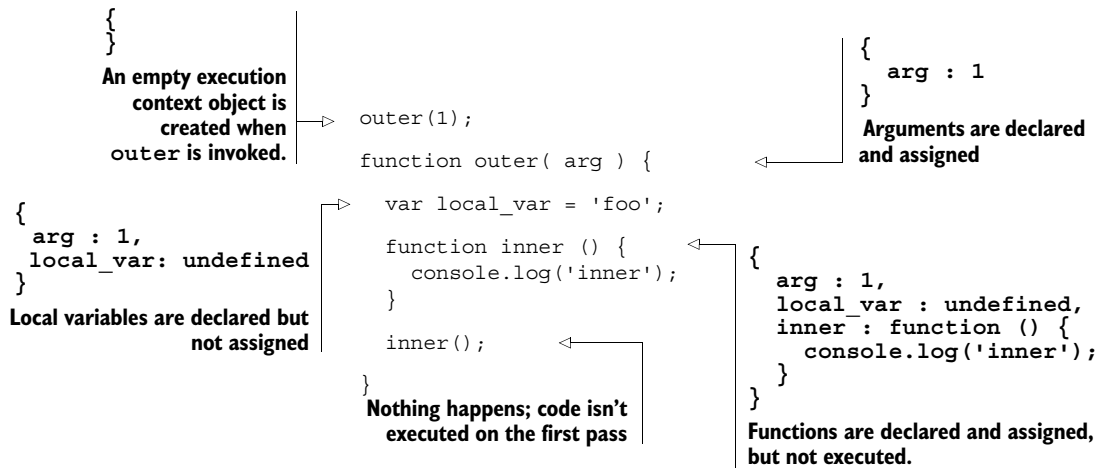 {
}
An empty execution
context object is
created when
outer is invoked.
{
arg : 1
}
Arguments are declared
and assigned
outer(1);
function outer( arg ) {
var local_var = 'foo';
function inner () {
console.log('inner');
}
inner();
}
{
arg : 1,
local_var: undefined
}
Local variables are declared but
not assigned
Nothing happens; code isn't
executed on the first pass
{
arg : 1,
local_var : undefined,
inner : function () {
console.log('inner');
}
}
Functions are declared and assigned,
but not executed.